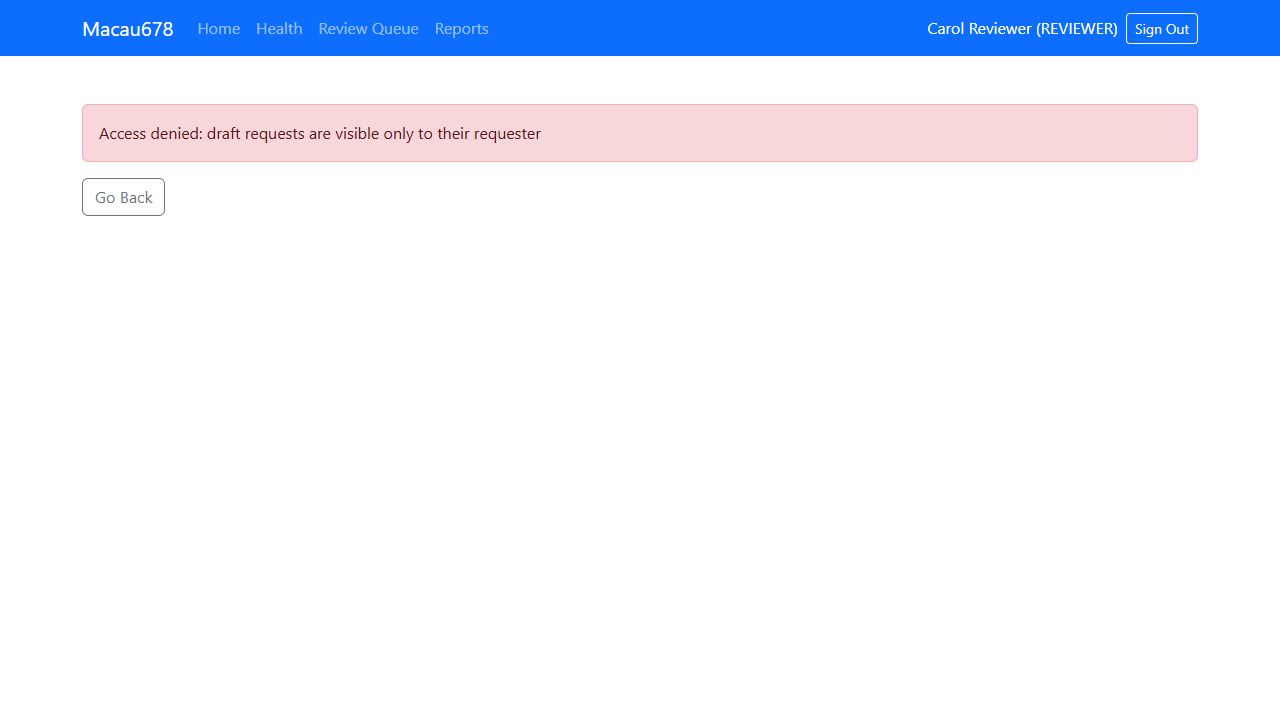 Macau678 Home Health Review Queue Reports Carol Reviewer (REVIEWER) Sign Out
Access denied: draft requests are visible only to their requester
Go Back